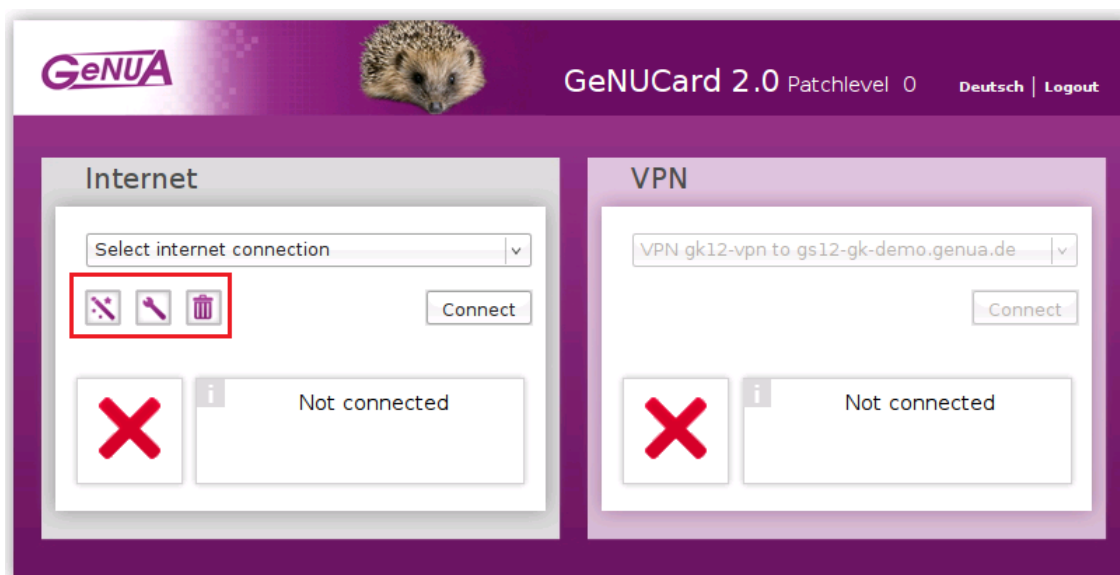 GeNUA
GeNUCard 2.0 Patchlevel 0
Deutsch | Logout
Internet
Select internet connection
Connect
i
Not connected
VPN
VPN gk12-vpn to gs12-gk-demo.genua.de
Connect
i
Not connected